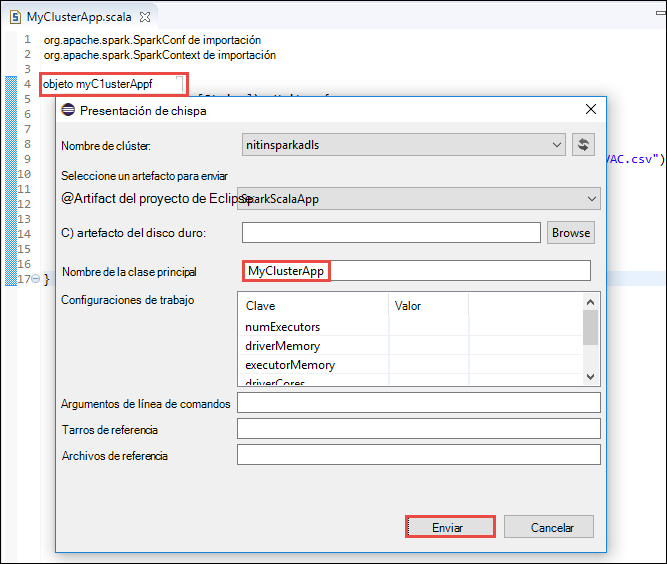 MyClusterApp.scala
1 org.apache.spark.SparkConf de importación
2 org.apache.spark.SparkContext de importación
3
4 objeto myC1usterAppf
5
6
7
8
9 VAC.csv")
10
11
12
13
14
15
16
17 }
Presentación de chispa
Nombre de clúster: nitinsparkadls
Seleccione un artefacto para enviar
@Artifact del proyecto de Eclipse: SparkScalaApp
C) artefacto del disco duro: Browse
Nombre de la clase principal MyClusterApp
Configuraciones de trabajo Clave Valor
numExecutors
driverMemory
executorMemory
driverCores
Argumentos de línea de comandos
Tarros de referencia
Archivos de referencia
Enviar Cancelar